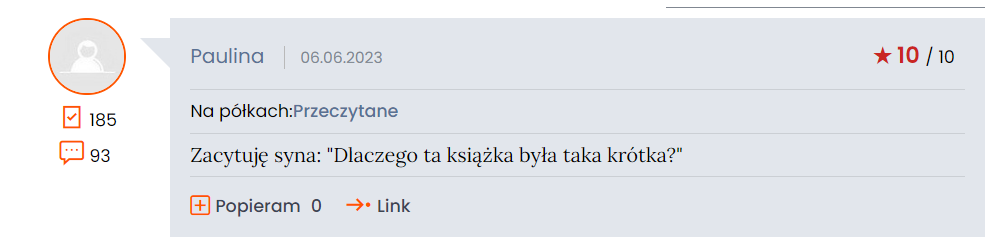 Paulina 06.06.2023 10 / 10
185 Na półkach:Przeczytane
93 Zacytuję syna: "Dlaczego ta książka była taka krótka?"
Popieram 0 Link